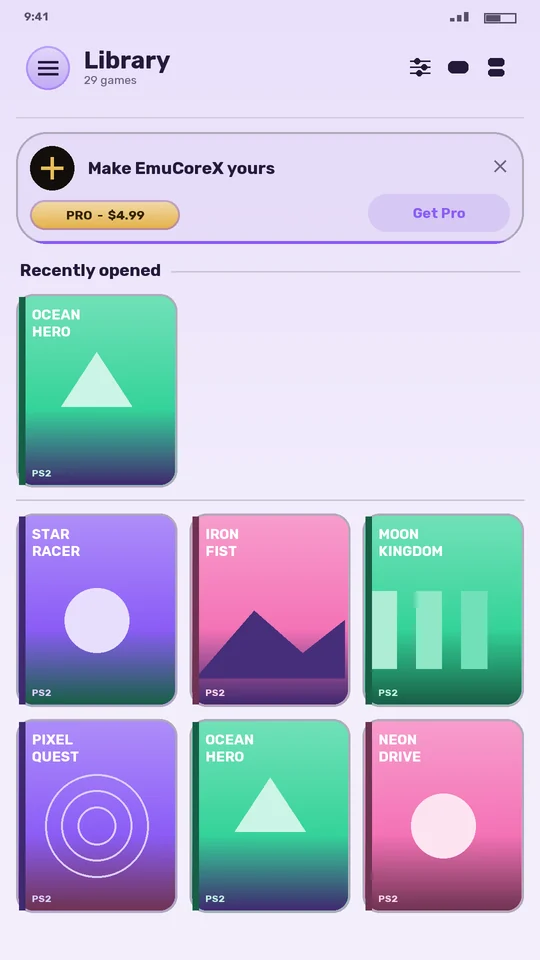 9:41
Library
29 games
Make EmuCoreX yours
PRO - $4.99
Get Pro
Recently opened
OCEAN
HERO
PS2
STAR
RACER
PS2
IRON
FIST
PS2
MOON
KINGDOM
PS2
PIXEL
QUEST
PS2
OCEAN
HERO
PS2
NEON
DRIVE
PS2